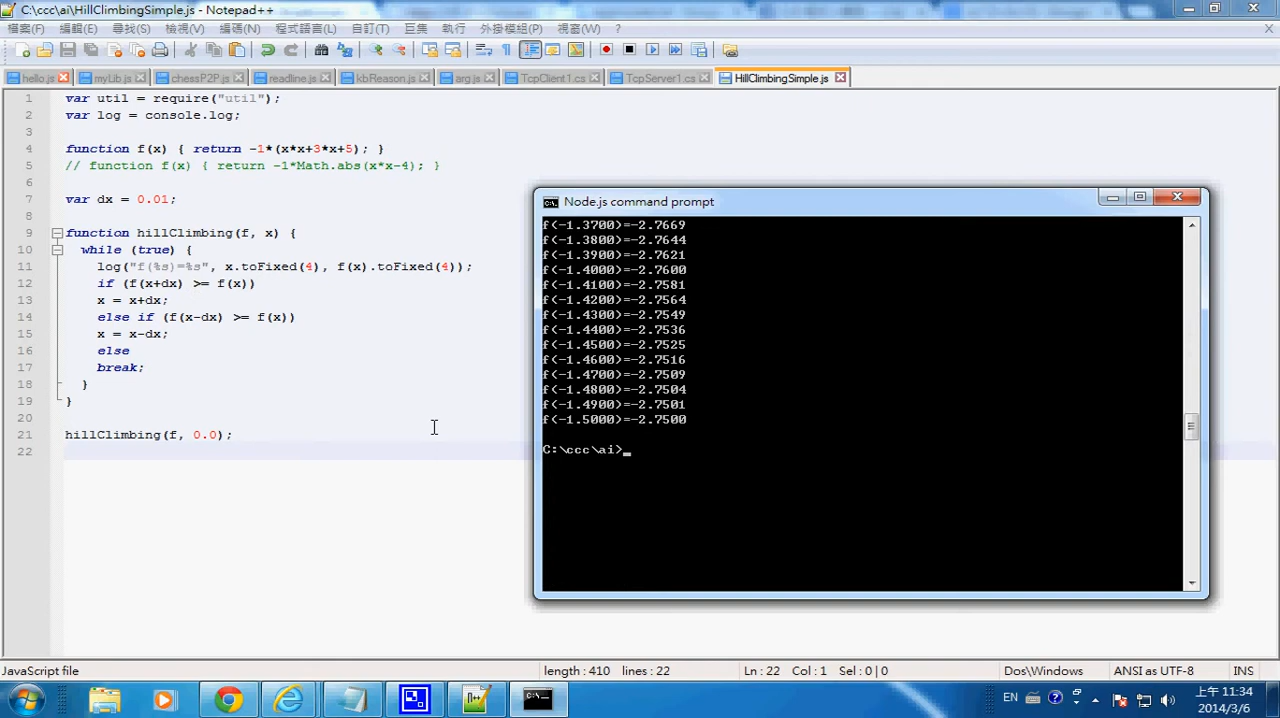 C:\ccc\ai\HillClimbingSimple.js - Notepad++
檔案(F) 編輯(E) 尋找(S) 檢視(V) 編碼(N) 程式語言(L) 設定(T) 巨集 執行 外掛模組(P) 視窗(W) ?
hello.js myLib.js chessP2P.js readline.js kbReason.js arg.js TcpClient1.cs TcpServer1.cs HillClimbingSimple.js
1 var util = require("util");
2 var log = console.log;
3
4 function f(x) { return -1*(x*x+3*x+5); }
5 // function f(x) { return -1*Math.abs(x*x-4); }
6
7 var dx = 0.01;
8
9 function hillClimbing(f, x) {
10 while (true) {
11 log("f(%s)=%s", x.toFixed(4), f(x).toFixed(4));
12 if (f(x+dx) >= f(x))
13 x = x+dx;
14 else if (f(x-dx) >= f(x))
15 x = x-dx;
16 else
17 break;
18 }
19 }
20
21 hillClimbing(f, 0.0);
22
Node.js command prompt
f(-1.3700)=-2.7669
f(-1.3800)=-2.7644
f(-1.3900)=-2.7621
f(-1.4000)=-2.7600
f(-1.4100)=-2.7581
f(-1.4200)=-2.7564
f(-1.4300)=-2.7549
f(-1.4400)=-2.7536
f(-1.4500)=-2.7525
f(-1.4600)=-2.7516
f(-1.4700)=-2.7509
f(-1.4800)=-2.7504
f(-1.4900)=-2.7501
f(-1.5000)=-2.7500
C:\ccc\ai>
JavaScript file length : 410 lines : 22 Ln : 22 Col : 1 Sel : 0 | 0 Dos\Windows ANSI as UTF-8 INS
EN 上午 11:34
2014/3/6